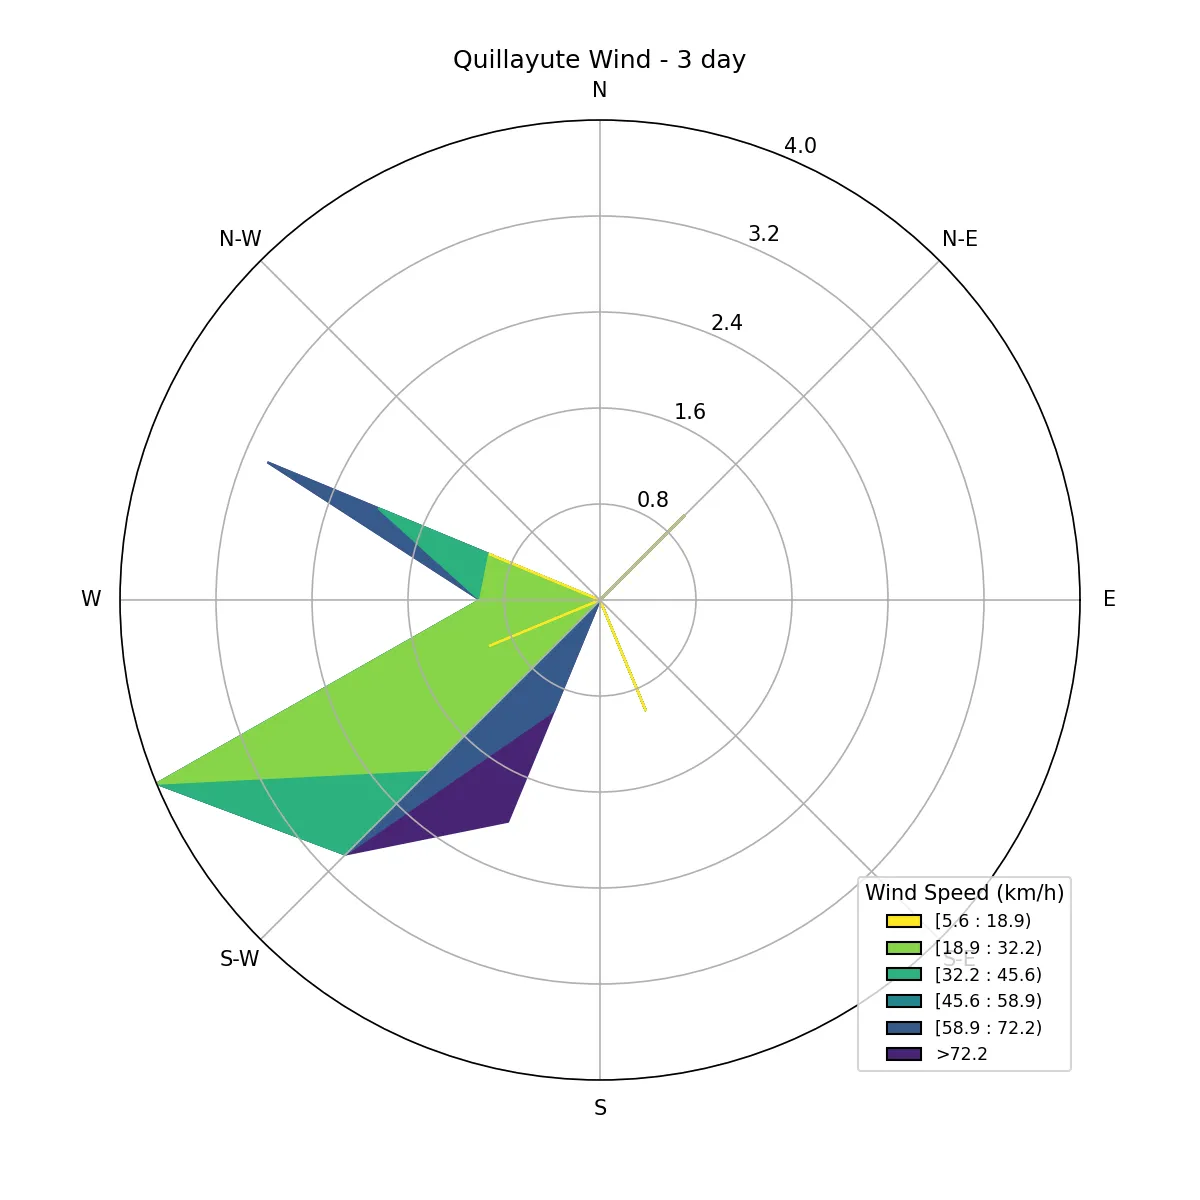 Quillayute Wind - 3 day
N
4.0
N-W
3.2
N-E
2.4
1.6
0.8
W
E
S-W
S-E
S
Wind Speed (km/h)
[5.6 : 18.9)
[18.9 : 32.2)
[32.2 : 45.6)
[45.6 : 58.9)
[58.9 : 72.2)
>72.2